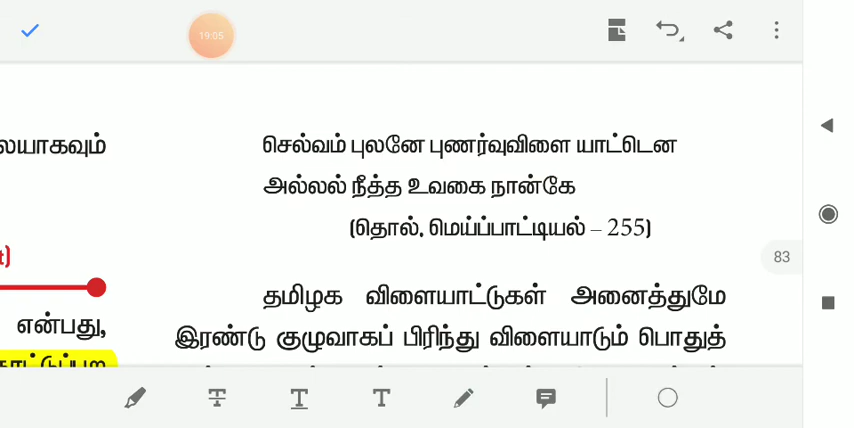 19:05
லயாகவும்
t)
என்பது,
செல்வம் புலனே புணர்வுவிளை யாட்டென
அல்லல் நீத்த உவகை நான்கே
(தொல். மெய்ப்பாட்டியல் – 255)
தமிழக விளையாட்டுகள் அனைத்துமே
இரண்டு குழுவாகப் பிரிந்து விளையாடும் பொதுத்
83